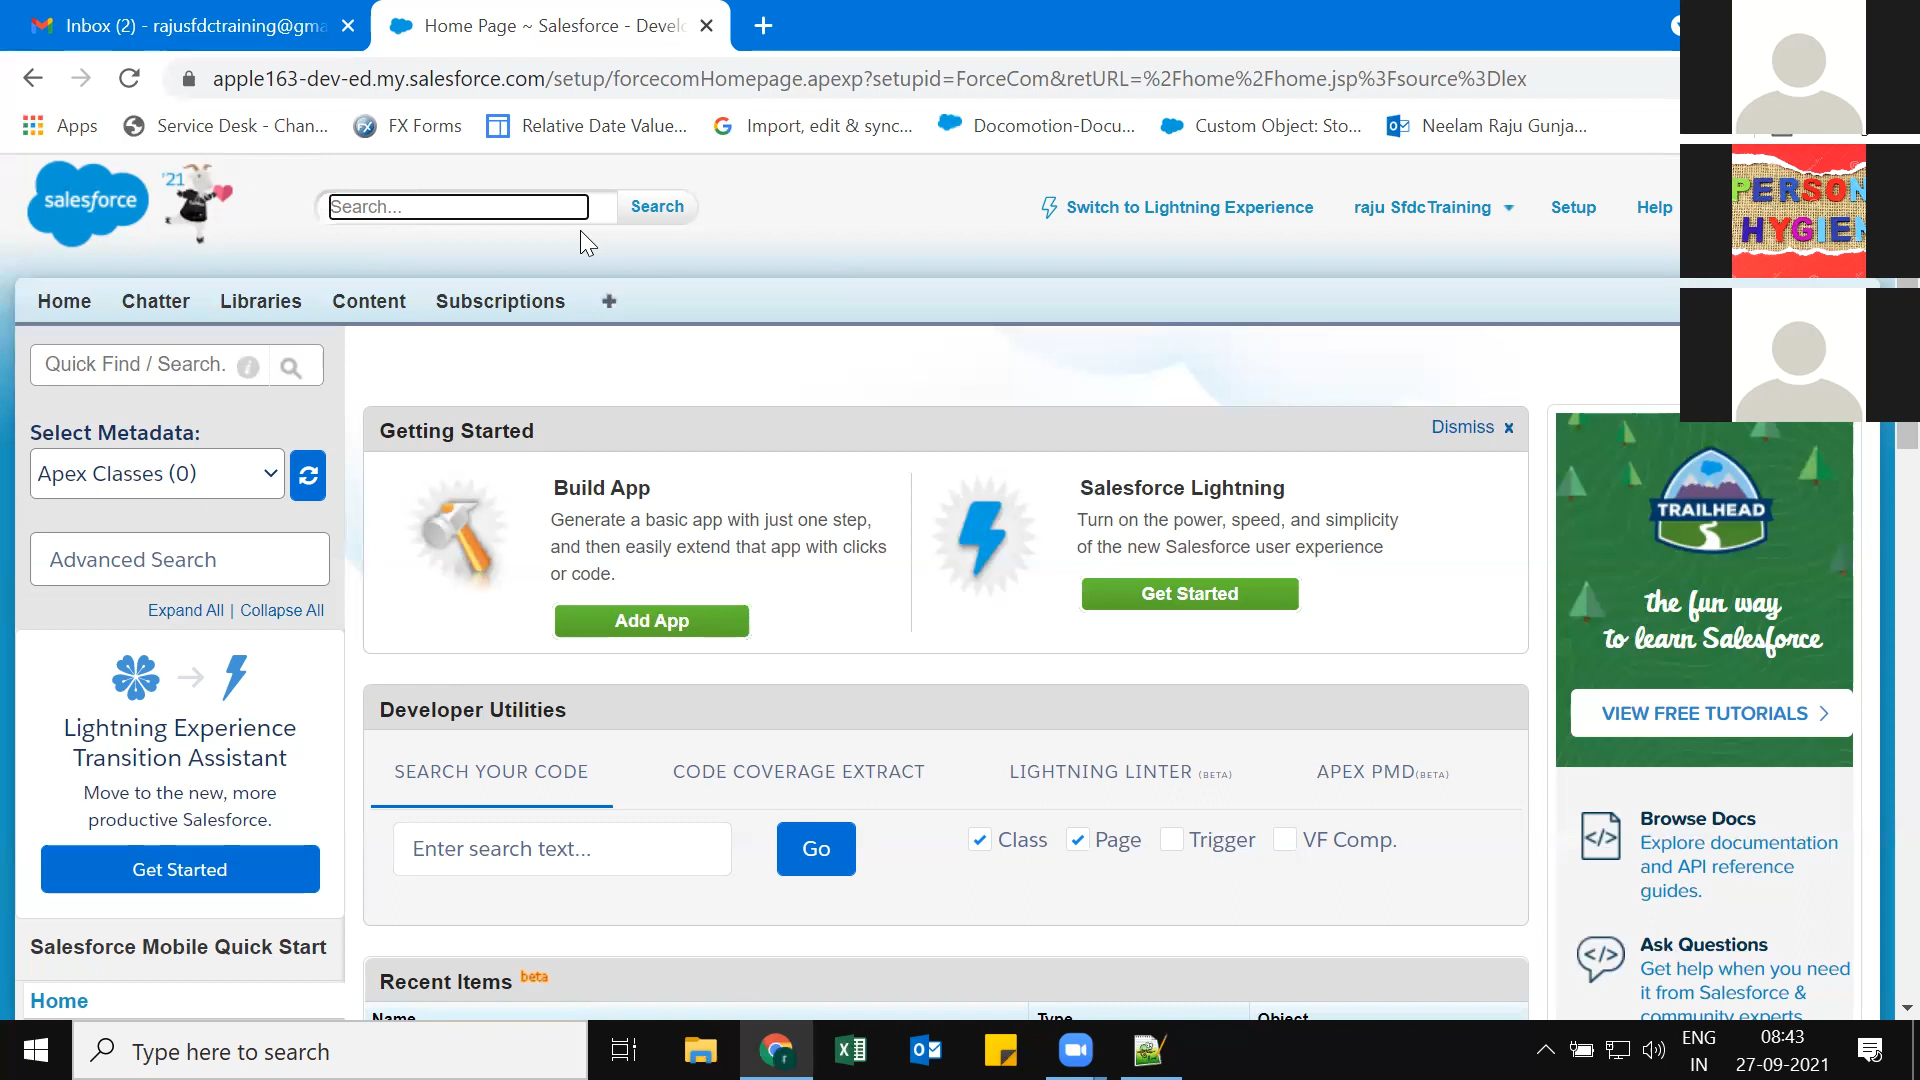 Inbox (2) - rajusfdctraining@gma
Home Page ~ Salesforce - Develo
apple163-dev-ed.my.salesforce.com/setup/forcecomHomepage.apexp?setupid=ForceCom&retURL=%2Fhome%2Fhome.jsp%3Fsource%3Dlex
Apps
Service Desk - Chan...
FX Forms
Relative Date Value...
Import, edit & sync...
Docomotion-Docu...
Custom Object: Sto...
Neelam Raju Gunja...
salesforce
'21
Search...
Search
Switch to Lightning Experience
raju SfdcTraining
Setup
Help
PERSON
HYGIEN
Home
Chatter
Libraries
Content
Subscriptions
Quick Find / Search.
Select Metadata:
Apex Classes (0)
Advanced Search
Expand All | Collapse All
Lightning Experience
Transition Assistant
Move to the new, more
productive Salesforce.
Get Started
Salesforce Mobile Quick Start
Home
Getting Started
Dismiss x
Build App
Generate a basic app with just one step,
and then easily extend that app with clicks
or code.
Add App
Salesforce Lightning
Turn on the power, speed, and simplicity
of the new Salesforce user experience
Get Started
Developer Utilities
SEARCH YOUR CODE
CODE COVERAGE EXTRACT
LIGHTNING LINTER (BETA)
APEX PMD(BETA)
Enter search text...
Go
Class
Page
Trigger
VF Comp.
Recent Items beta
Name
Type
Object
TRAILHEAD
the fun way
to learn Salesforce
VIEW FREE TUTORIALS
Browse Docs
Explore documentation
and API reference
guides.
Ask Questions
Get help when you need
it from Salesforce &
community experts
Type here to search
ENG
IN
08:43
27-09-2021